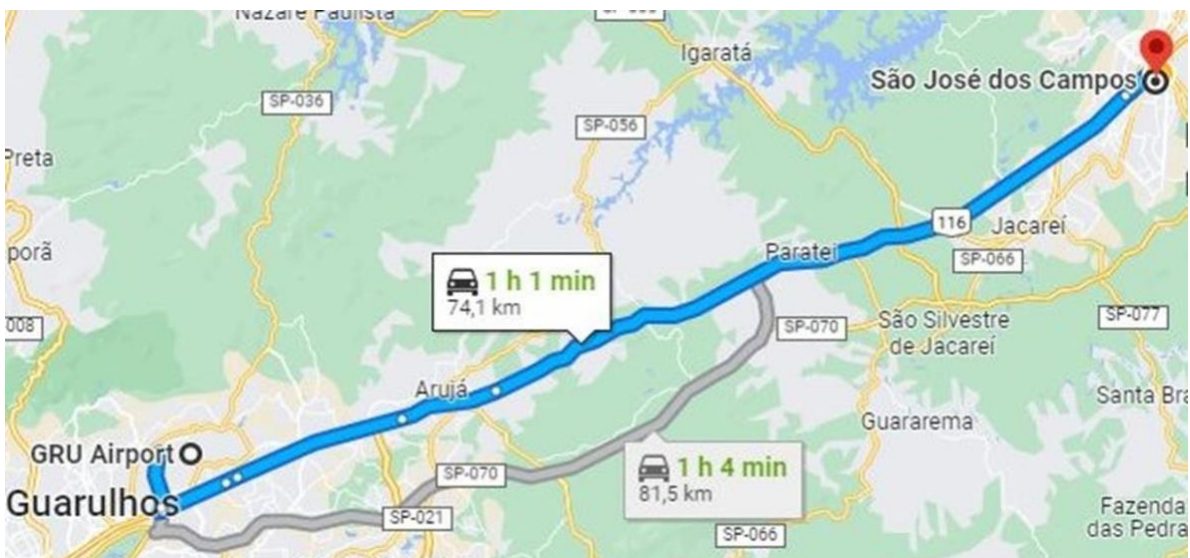 Nazaré Paulista
Igaratá
São José dos Campos
SP-036
SP-056
Preta
116
Jacareí
porã
Paratei
SP-066
1 h 1 min
74,1 km
008
SP-070
São Silvestre
de Jacareí
SP-077
Arujá
Santa Bra
Guararema
GRU Airport
1 h 4 min
81,5 km
SP-070
Guarulhos
SP-021
SP-066
Fazenda
das Pedra